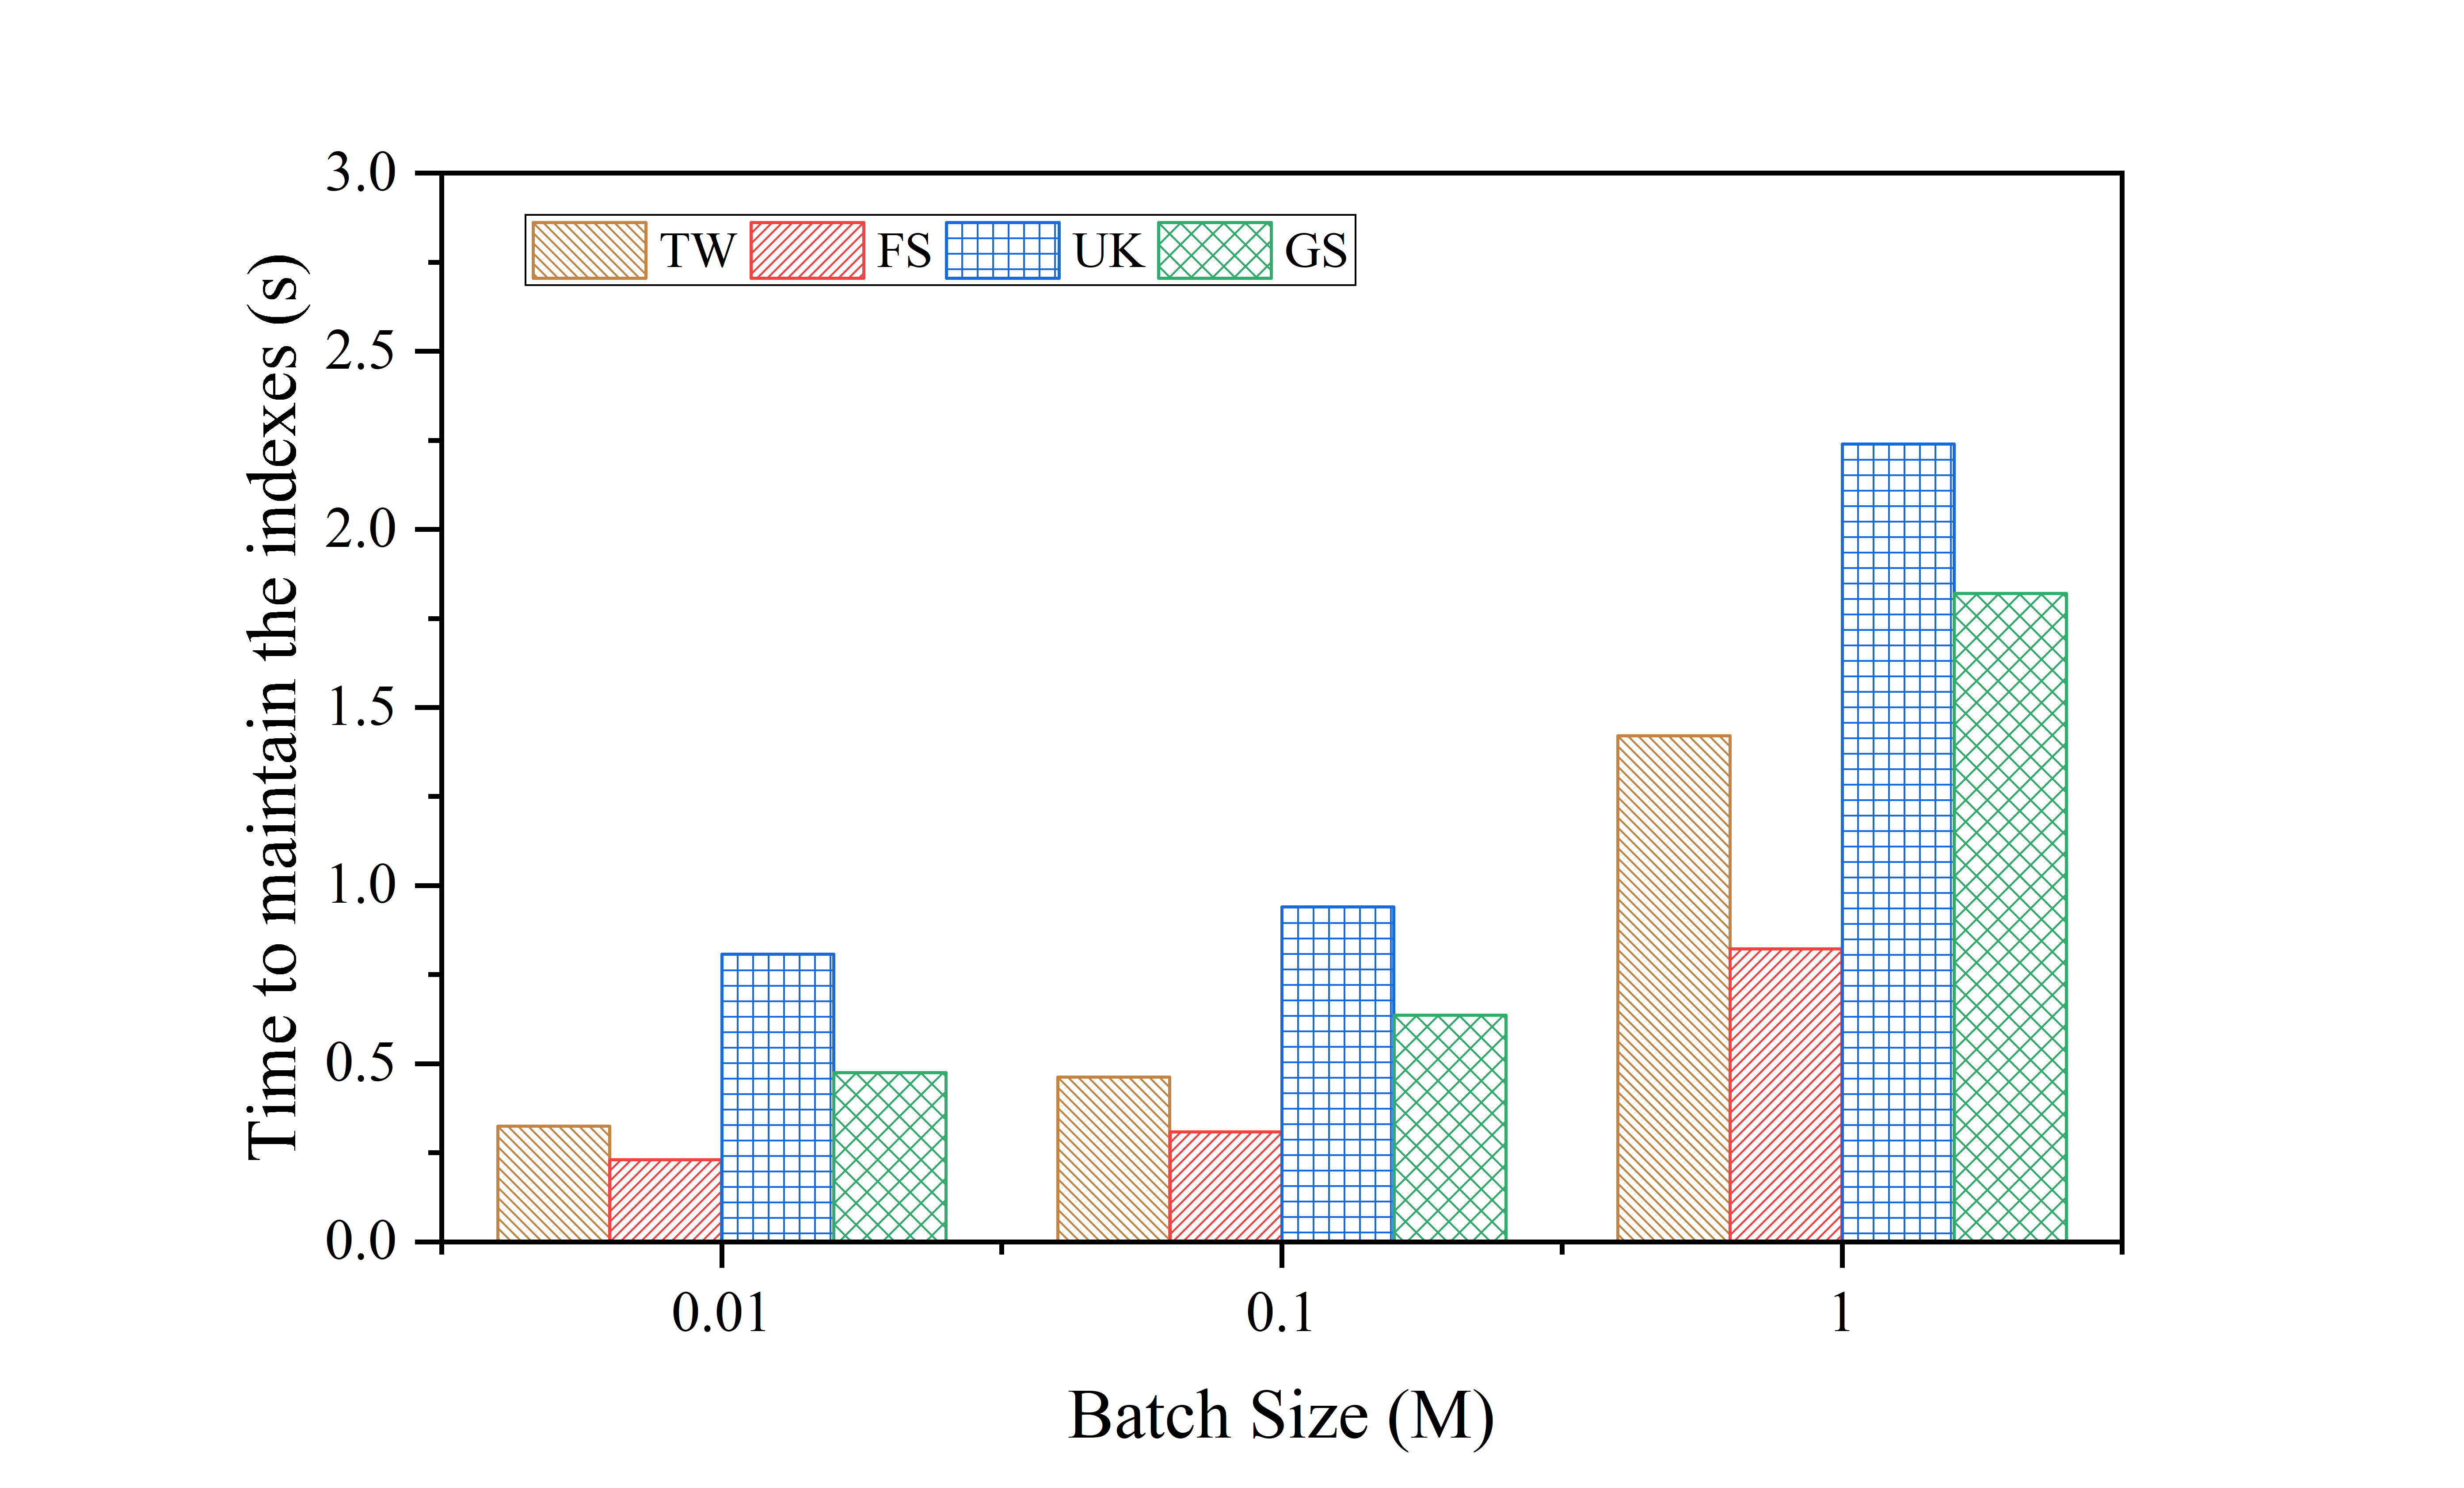 3.0
2.5
2.0
1.5
1.0
0.5
0.0
Time to maintain the indexes (s)
TW FS UK GS
0.01 0.1 1
Batch Size (M)